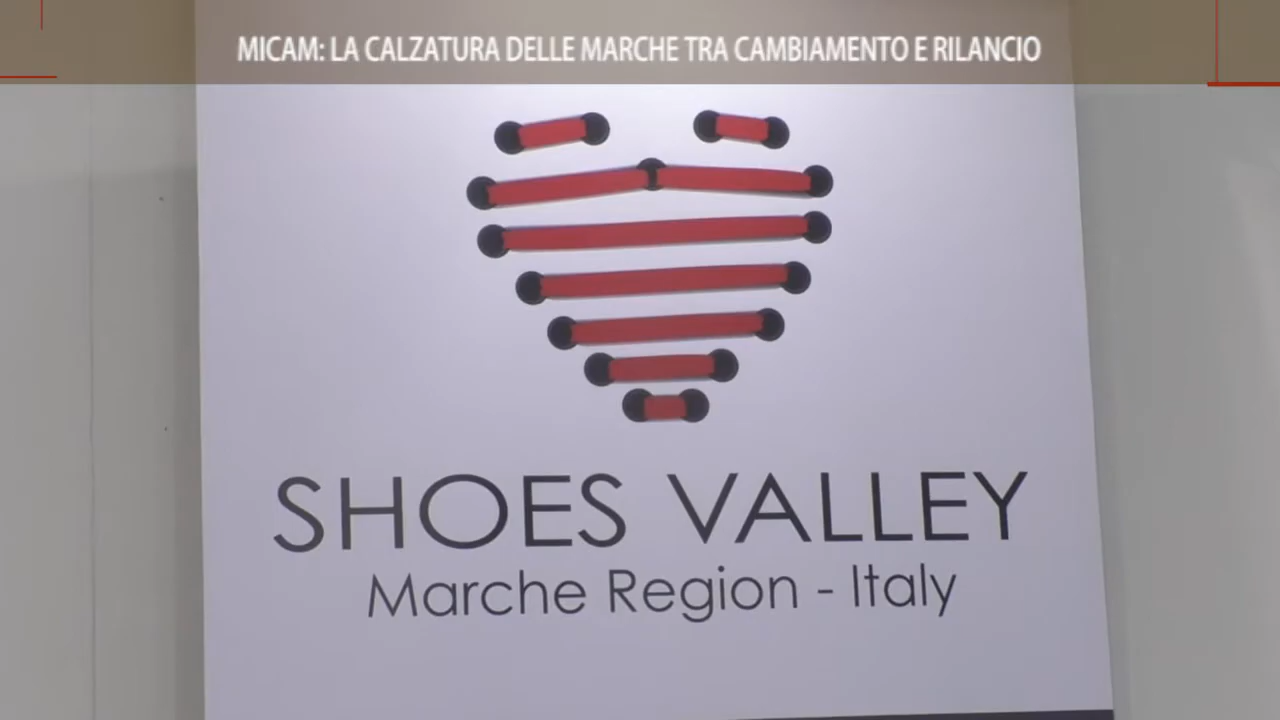 MICAM: LA CALZATURA DELLE MARCHE TRA CAMBIAMENTO E RILANCIO
SHOES VALLEY
Marche Region - Italy